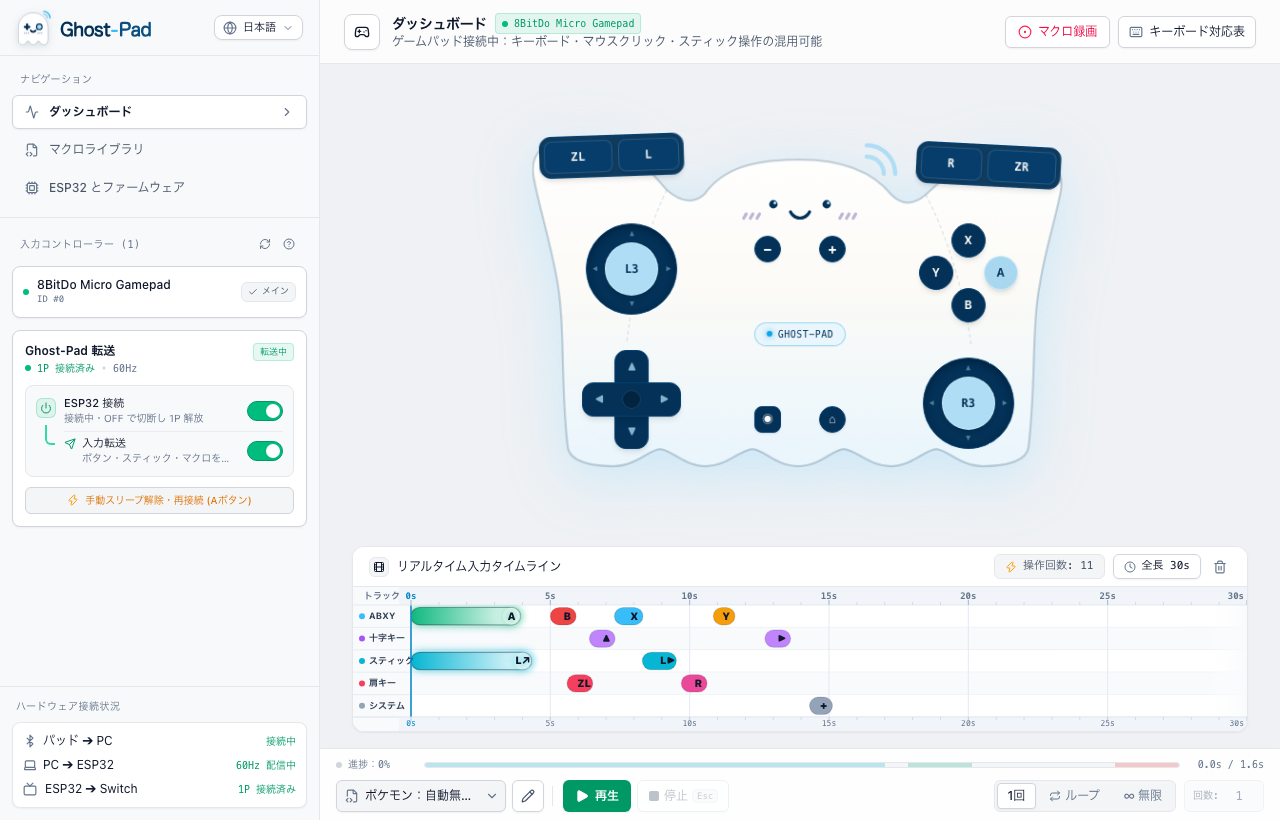 Ghost-Pad
日本語
ナビゲーション
ダッシュボード
マクロライブラリ
ESP32 とファームウェア
入力コントローラー (1)
8BitDo Micro Gamepad
ID #0
メイン
Ghost-Pad 転送
転送中
1P 接続済み • 60Hz
ESP32 接続
接続中・OFF で切断し 1P 解放
入力転送
ボタン・スティック・マクロを...
手動スリープ解除・再接続 (Aボタン)
ハードウェア接続状況
パッド → PC
接続中
PC → ESP32
60Hz 配信中
ESP32 → Switch
1P 接続済み
ダッシュボード
8BitDo Micro Gamepad
ゲームパッド接続中：キーボード・マウスクリック・スティック操作の混用可能
マクロ録画
キーボード対応表
ZL
L
R
ZR
L3
X
Y
A
B
GHOST-PAD
R3
リアルタイム入力タイムライン
操作回数: 11
全長 30s
トラック
0s 5s 10s 15s 20s 25s 30s
ABXY
A B X Y
十字キー
▲ ▶
スティック
L↗ L▶
肩キー
ZL R
システム
+
0s 5s 10s 15s 20s 25s 30s
進捗：0%
0.0s / 1.6s
ポケモン：自動無...
再生
停止 Esc
1回
ループ
∞ 無限
回数: 1